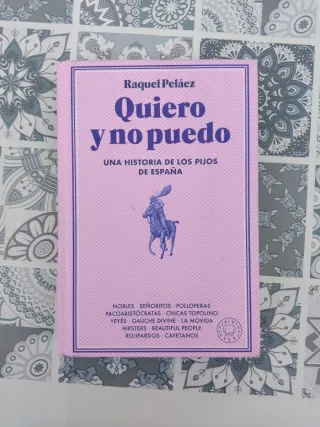 Raquel Peláez
Quiero
y no puedo
UNA HISTORIA DE LOS PIJOS
DE ESPAÑA
NOBLES · SEÑORITOS · POLLOPERAS
PACOARISTÓCRATAS · CHICAS TOPOLINO
YEYÉS · GAUCHE DIVINE · LA MOVIDA
HIPSTERS · BEAUTIFUL PEOPLE
ROJIPARDOS · CAYETANOS